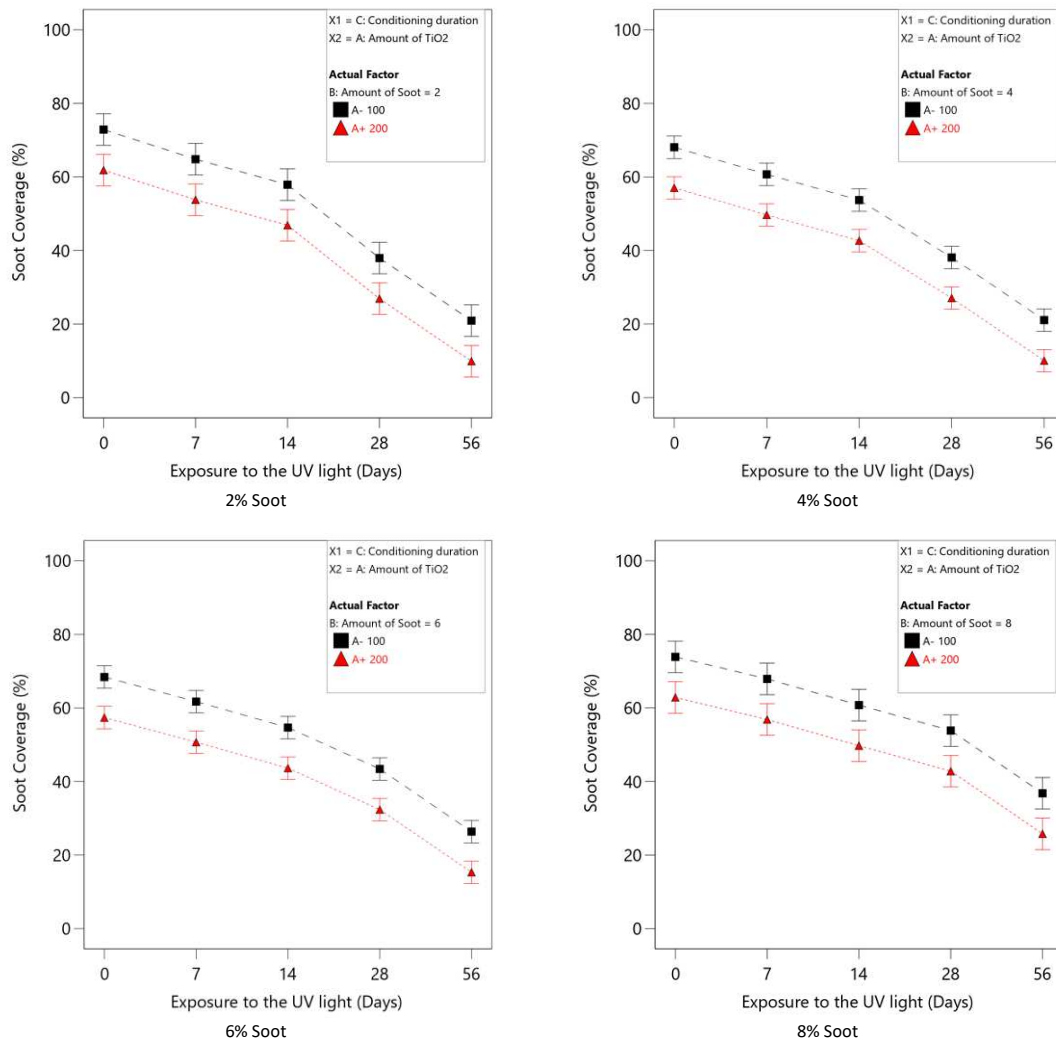 X1 = C: Conditioning duration
X2 = A: Amount of TiO2
Actual Factor
B: Amount of Soot = 2
A- 100
A+ 200
100
80
60
40
20
0
Soot Coverage (%)
0 7 14 28 56
Exposure to the UV light (Days)
2% Soot
X1 = C: Conditioning duration
X2 = A: Amount of TiO2
Actual Factor
B: Amount of Soot = 4
A- 100
A+ 200
100
80
60
40
20
0
Soot Coverage (%)
0 7 14 28 56
Exposure to the UV light (Days)
4% Soot
X1 = C: Conditioning duration
X2 = A: Amount of TiO2
Actual Factor
B: Amount of Soot = 6
A- 100
A+ 200
100
80
60
40
20
0
Soot Coverage (%)
0 7 14 28 56
Exposure to the UV light (Days)
6% Soot
X1 = C: Conditioning duration
X2 = A: Amount of TiO2
Actual Factor
B: Amount of Soot = 8
A- 100
A+ 200
100
80
60
40
20
0
Soot Coverage (%)
0 7 14 28 56
Exposure to the UV light (Days)
8% Soot